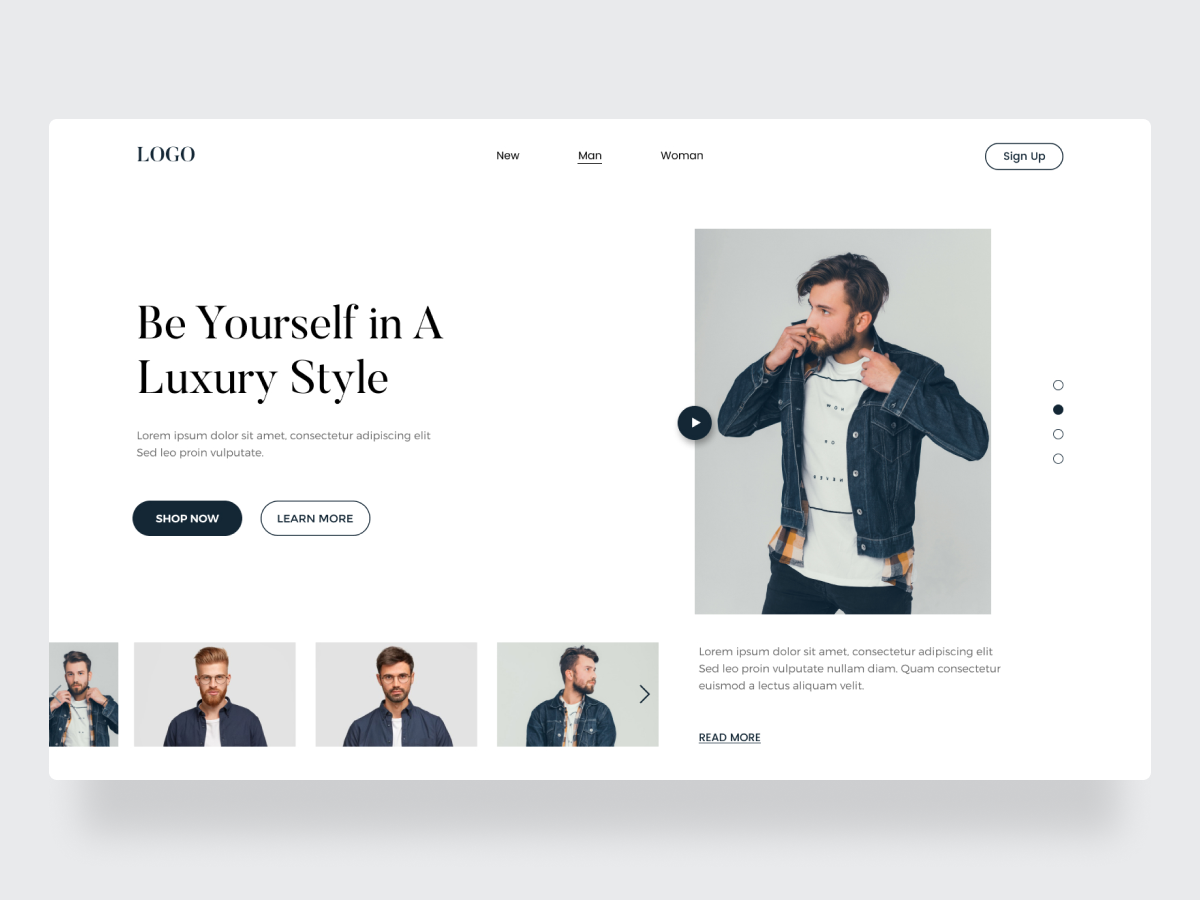 LOGO
New
Man
Woman
Sign Up
Be Yourself in A
Luxury Style
Lorem ipsum dolor sit amet, consectetur adipiscing elit
Sed leo proin vulputate.
SHOP NOW
LEARN MORE
Lorem ipsum dolor sit amet, consectetur adipiscing elit
Sed leo proin vulputate nullam diam. Quam consectetur
euismod a lectus aliquam velit.
READ MORE